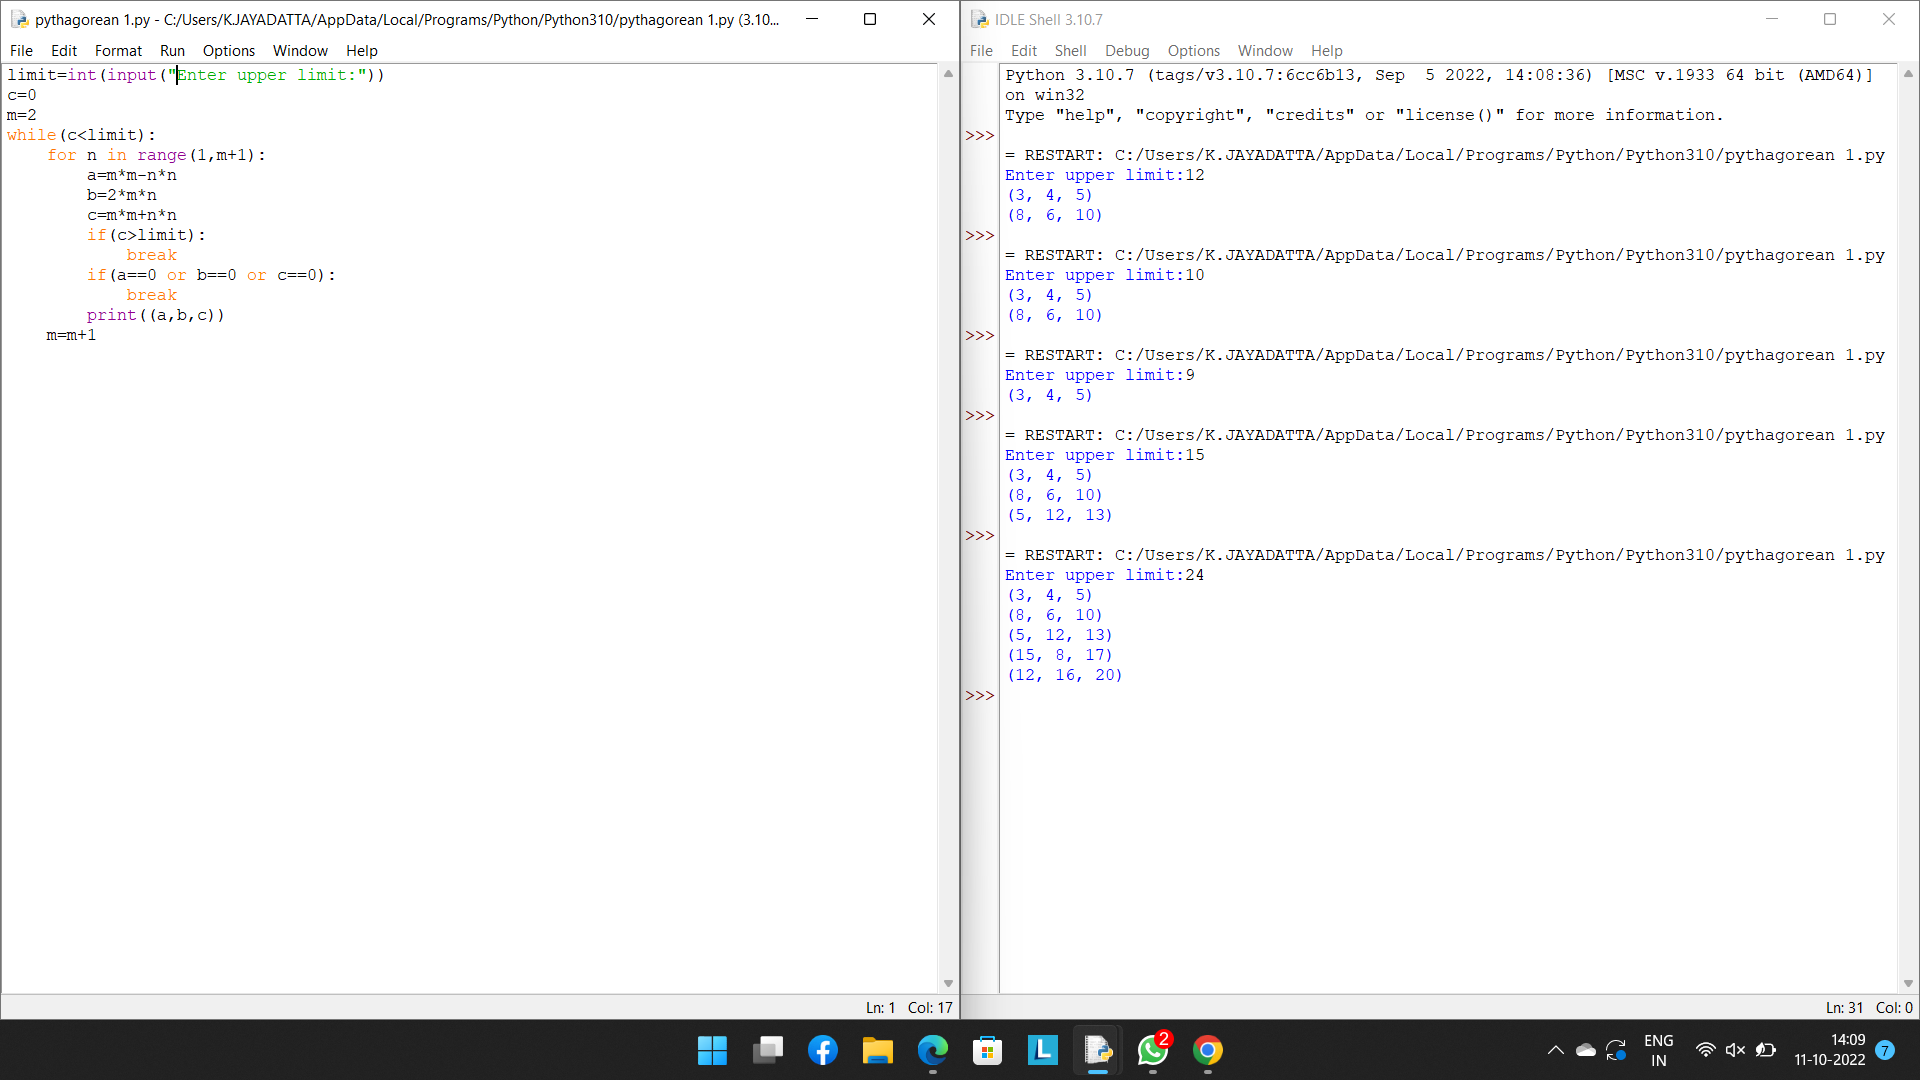 pythagorean 1.py - C:/Users/KJAYADATTA/AppData/Local/Programs/Python/Python310/pythagorean 1.py (3.10...
File Edit Format Run Options Window Help
limit=int(input("Enter upper limit:"))
c=0
m=2
while(c<limit):
    for n in range(1,m+1):
        a=m*m-n*n
        b=2*m*n
        c=m*m+n*n
        if(c>limit):
            break
        if(a==0 or b==0 or c==0):
            break
        print((a,b,c))
    m=m+1
Ln: 1 Col: 17
IDLE Shell 3.10.7
File Edit Shell Debug Options Window Help
Python 3.10.7 (tags/v3.10.7:6cc6b13, Sep  5 2022, 14:08:36) [MSC v.1933 64 bit (AMD64)]
on win32
Type "help", "copyright", "credits" or "license()" for more information.
>>>
= RESTART: C:/Users/K.JAYADATTA/AppData/Local/Programs/Python/Python310/pythagorean 1.py
Enter upper limit:12
(3, 4, 5)
(8, 6, 10)
>>>
= RESTART: C:/Users/K.JAYADATTA/AppData/Local/Programs/Python/Python310/pythagorean 1.py
Enter upper limit:10
(3, 4, 5)
(8, 6, 10)
>>>
= RESTART: C:/Users/K.JAYADATTA/AppData/Local/Programs/Python/Python310/pythagorean 1.py
Enter upper limit:9
(3, 4, 5)
>>>
= RESTART: C:/Users/K.JAYADATTA/AppData/Local/Programs/Python/Python310/pythagorean 1.py
Enter upper limit:15
(3, 4, 5)
(8, 6, 10)
(5, 12, 13)
>>>
= RESTART: C:/Users/K.JAYADATTA/AppData/Local/Programs/Python/Python310/pythagorean 1.py
Enter upper limit:24
(3, 4, 5)
(8, 6, 10)
(5, 12, 13)
(15, 8, 17)
(12, 16, 20)
>>>
Ln: 31 Col: 0
L
2
ENG
IN
14:09
11-10-2022
7